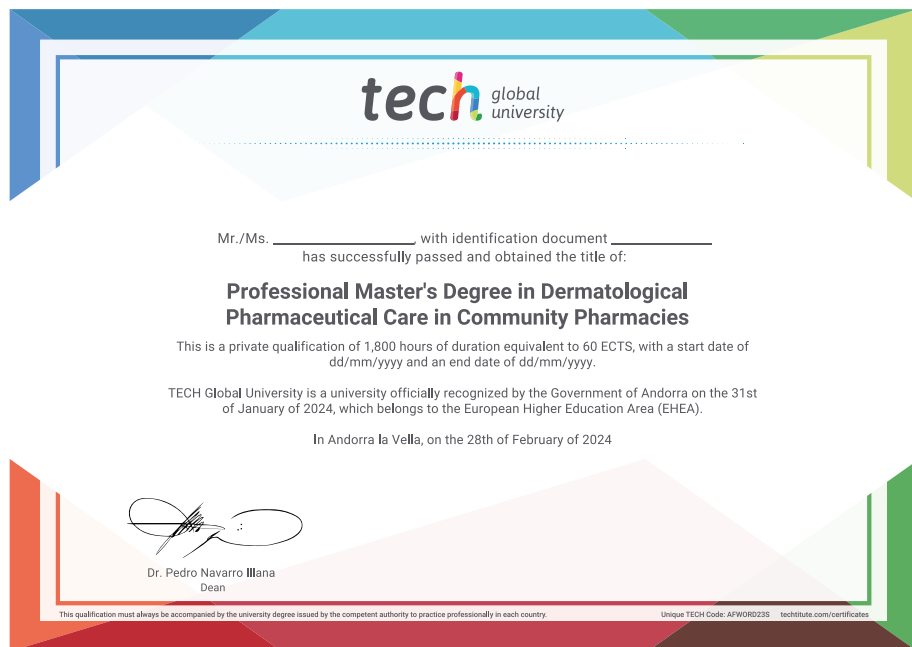 tech global university
Mr./Ms. ________________, with identification document ____________
has successfully passed and obtained the title of:
Professional Master's Degree in Dermatological
Pharmaceutical Care in Community Pharmacies
This is a private qualification of 1,800 hours of duration equivalent to 60 ECTS, with a start date of
dd/mm/yyyy and an end date of dd/mm/yyyy.
TECH Global University is a university officially recognized by the Government of Andorra on the 31st
of January of 2024, which belongs to the European Higher Education Area (EHEA).
In Andorra la Vella, on the 28th of February of 2024
Dr. Pedro Navarro Illana
Dean
This qualification must always be accompanied by the university degree issued by the competent authority to practice professionally in each country.
Unique TECH Code: AFWORD23S techtitute.com/certificates